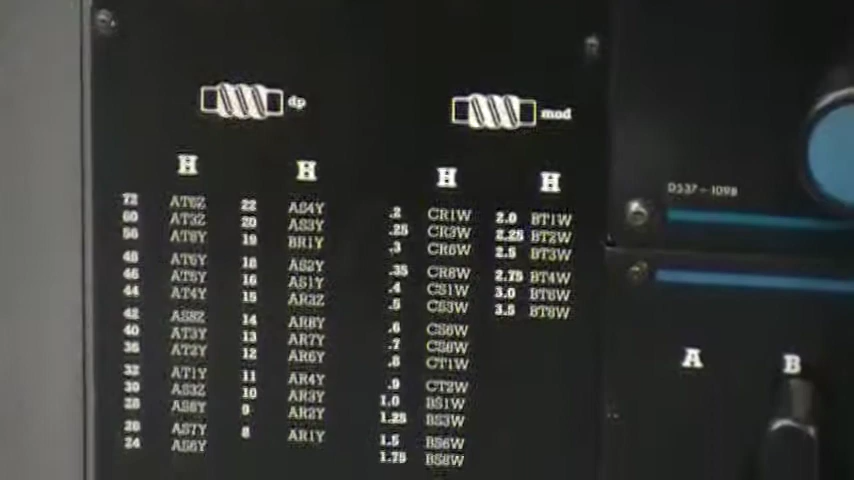 dp
mod
H H H H
D537-1098
72 AT6Z 22 AS4Y .2 CR1W 2.0 BT1W
60 AT3Z 20 AS3Y .25 CR3W 2.25 BT2W
56 AT8Y 19 BR1Y .3 CR6W 2.5 BT3W
48 AT6Y 18 AS2Y .35 CR8W 2.75 BT4W
46 AT5Y 16 AS1Y .4 CS1W 3.0 BT6W
44 AT4Y 15 AR3Z .5 CS3W 3.5 BT8W
42 AS8Z 14 AR8Y .6 CS6W
40 AT3Y 13 AR7Y .7 CS8W
36 AT2Y 12 AR6Y .8 CT1W
32 AT1Y 11 AR4Y .9 CT2W
30 AS3Z 10 AR3Y 1.0 BS1W
28 AS8Y 9 AR2Y 1.25 BS3W
26 AS7Y 8 AR1Y 1.5 BS6W
24 AS6Y 1.75 BS8W
A B